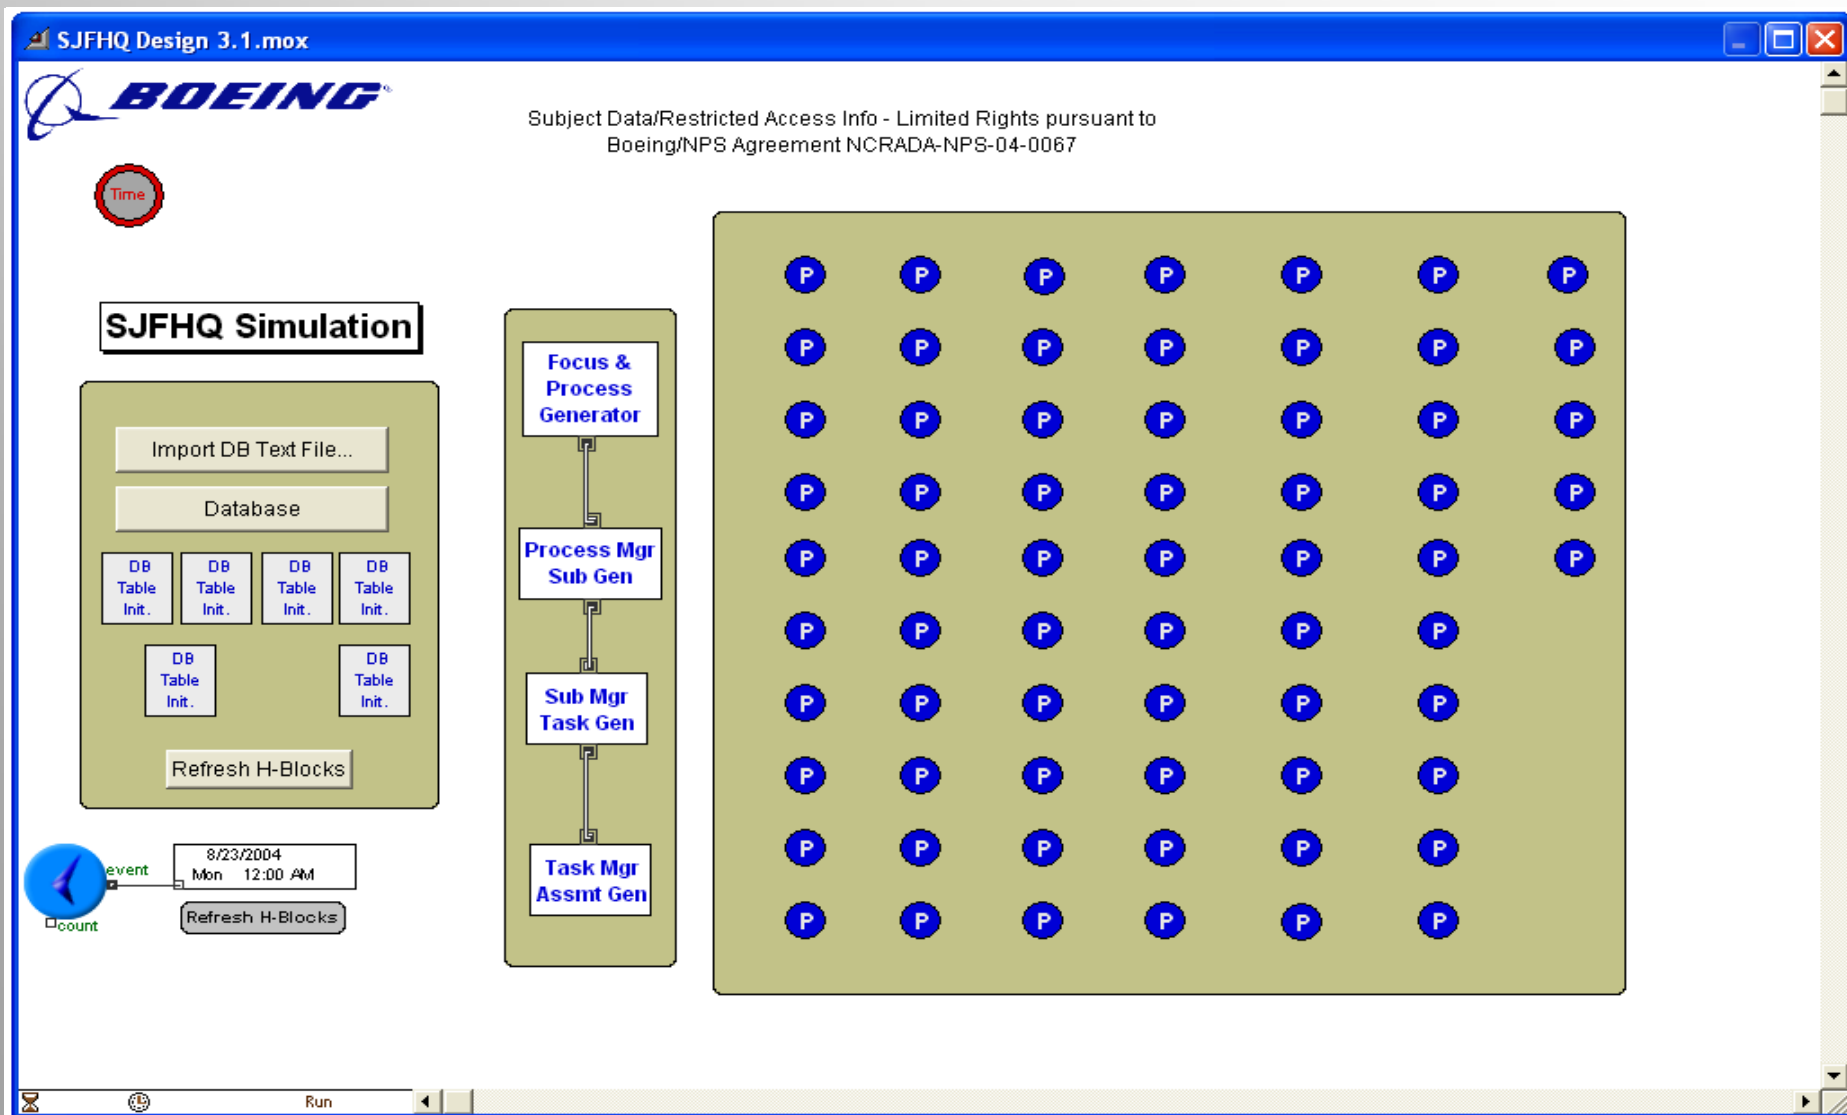 SJFHQ Design 3.1.mox
BOEING
Subject Data/Restricted Access Info - Limited Rights pursuant to
Boeing/NPS Agreement NCRADA-NPS-04-0067
Time
SJFHQ Simulation
Import DB Text File...
Database
DB Table Init.
DB Table Init.
DB Table Init.
DB Table Init.
DB Table Init.
DB Table Init.
Refresh H-Blocks
event
count
8/23/2004
Mon 12:00 AM
Refresh H-Blocks
Focus &
Process
Generator
Process Mgr
Sub Gen
Sub Mgr
Task Gen
Task Mgr
Assmt Gen
P P P P P P P
P P P P P P P
P P P P P P P
P P P P P P P
P P P P P P P
P P P P P P
P P P P P P
P P P P P P
P P P P P P
P P P P P P
Run